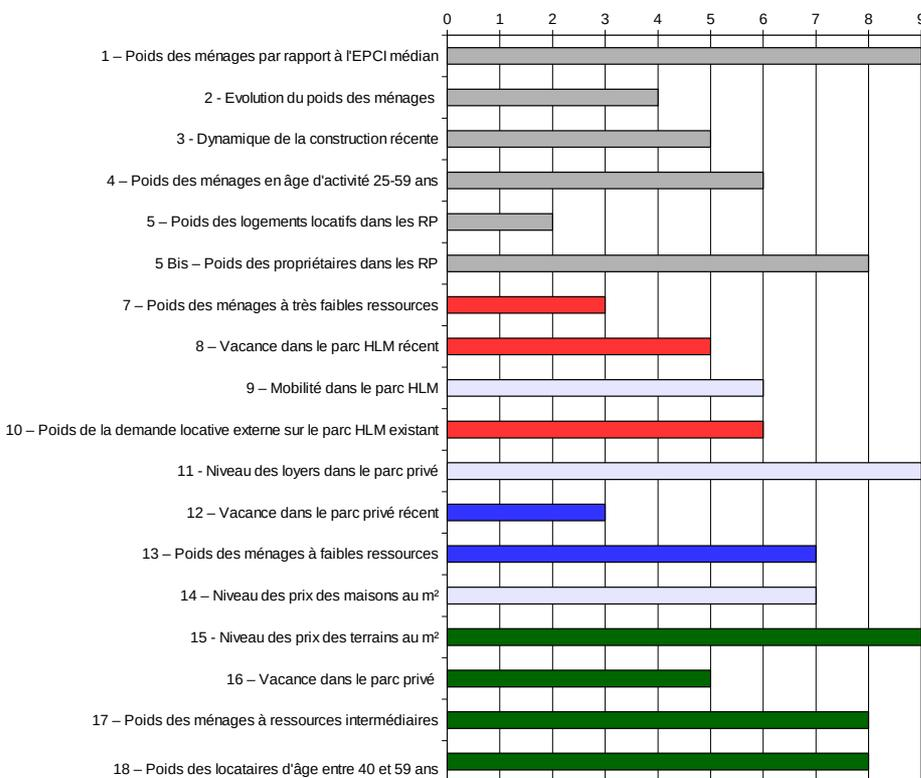 0 1 2 3 4 5 6 7 8 9
1 – Poids des ménages par rapport à l'EPCI médian
2 - Evolution du poids des ménages
3 - Dynamique de la construction récente
4 – Poids des ménages en âge d'activité 25-59 ans
5 – Poids des logements locatifs dans les RP
5 Bis – Poids des propriétaires dans les RP
7 – Poids des ménages à très faibles ressources
8 – Vacance dans le parc HLM récent
9 – Mobilité dans le parc HLM
10 – Poids de la demande locative externe sur le parc HLM existant
11 - Niveau des loyers dans le parc privé
12 – Vacance dans le parc privé récent
13 – Poids des ménages à faibles ressources
14 – Niveau des prix des maisons au m²
15 - Niveau des prix des terrains au m²
16 – Vacance dans le parc privé
17 – Poids des ménages à ressources intermédiaires
18 – Poids des locataires d'âge entre 40 et 59 ans